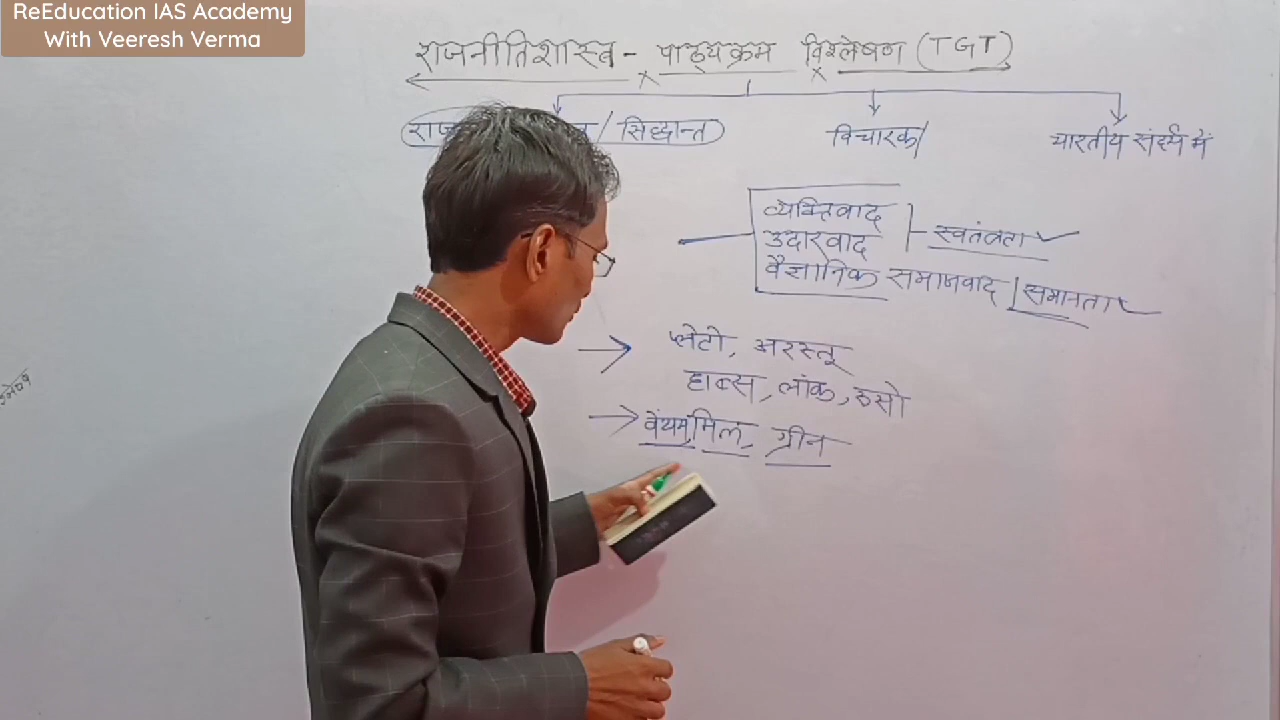 ReEducation IAS Academy
With Veeresh Verma
राजनीतिशास्त्र - पाठ्यक्रम विश्लेषण (TGT)
/ सिद्धान्त
विचारक/
भारतीय संदर्भ में
व्यक्तिवाद
उदारवाद
स्वतंत्रता
वैज्ञानिक समाजवाद
समानता
प्लेटो, अरस्तू
हाब्स, लॉक, रूसो
बेंथम, मिल, ग्रीन